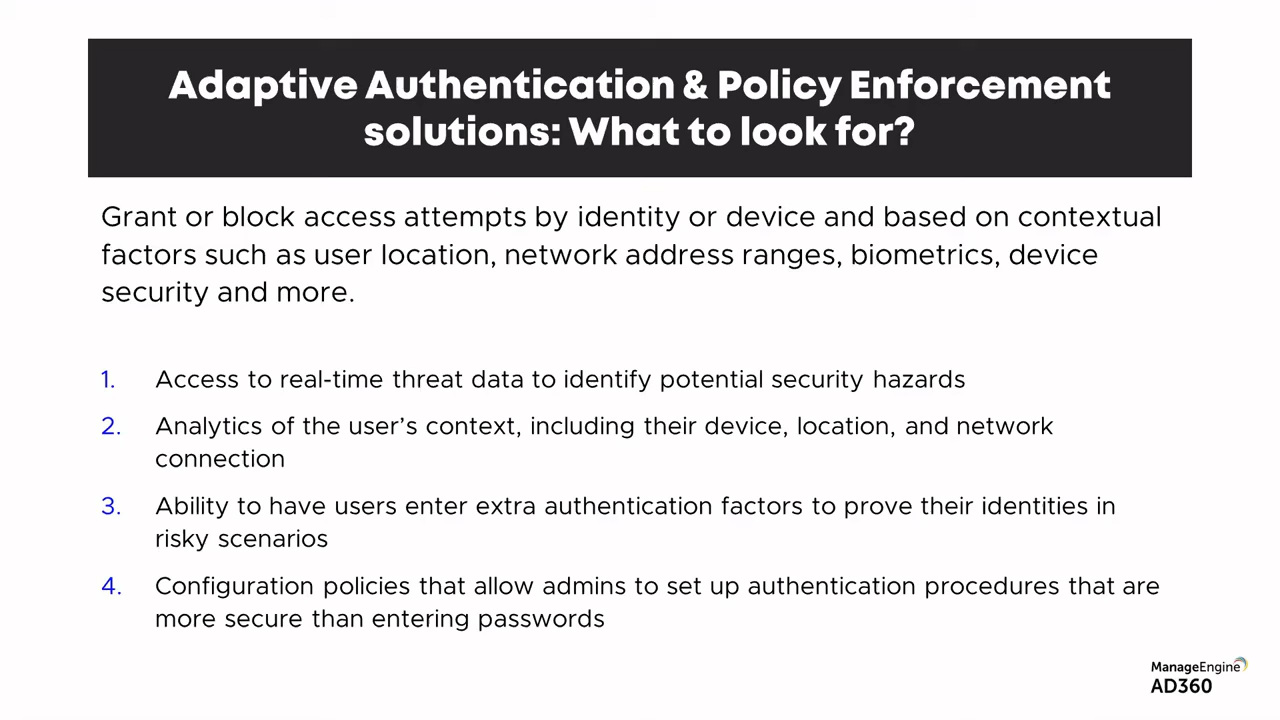 Adaptive Authentication & Policy Enforcement
solutions: What to look for?
Grant or block access attempts by identity or device and based on contextual
factors such as user location, network address ranges, biometrics, device
security and more.
1. Access to real-time threat data to identify potential security hazards
2. Analytics of the user’s context, including their device, location, and network
connection
3. Ability to have users enter extra authentication factors to prove their identities in
risky scenarios
4. Configuration policies that allow admins to set up authentication procedures that are
more secure than entering passwords
ManageEngine
AD360